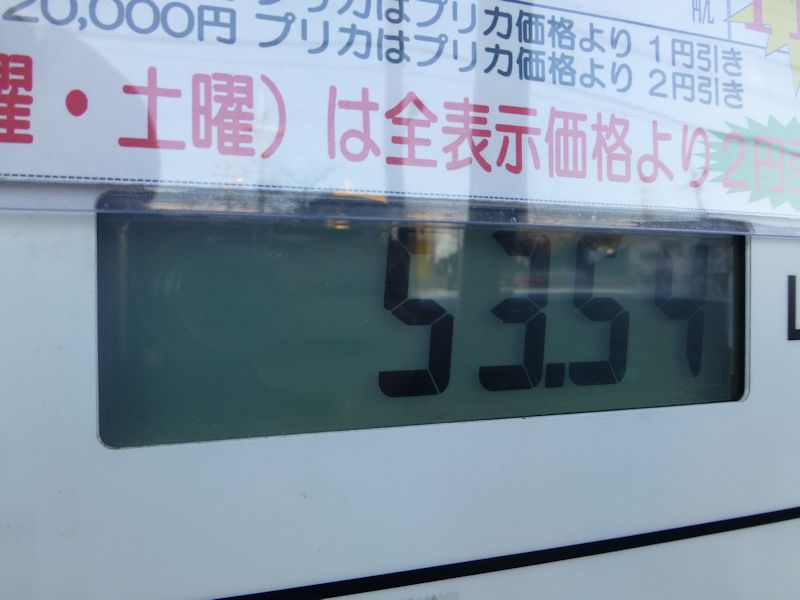 プリカはプリカ価格より 1円引き
20,000円 プリカはプリカ価格より 2円引き
曜・土曜）は全表示価格より2円引
53.54
L